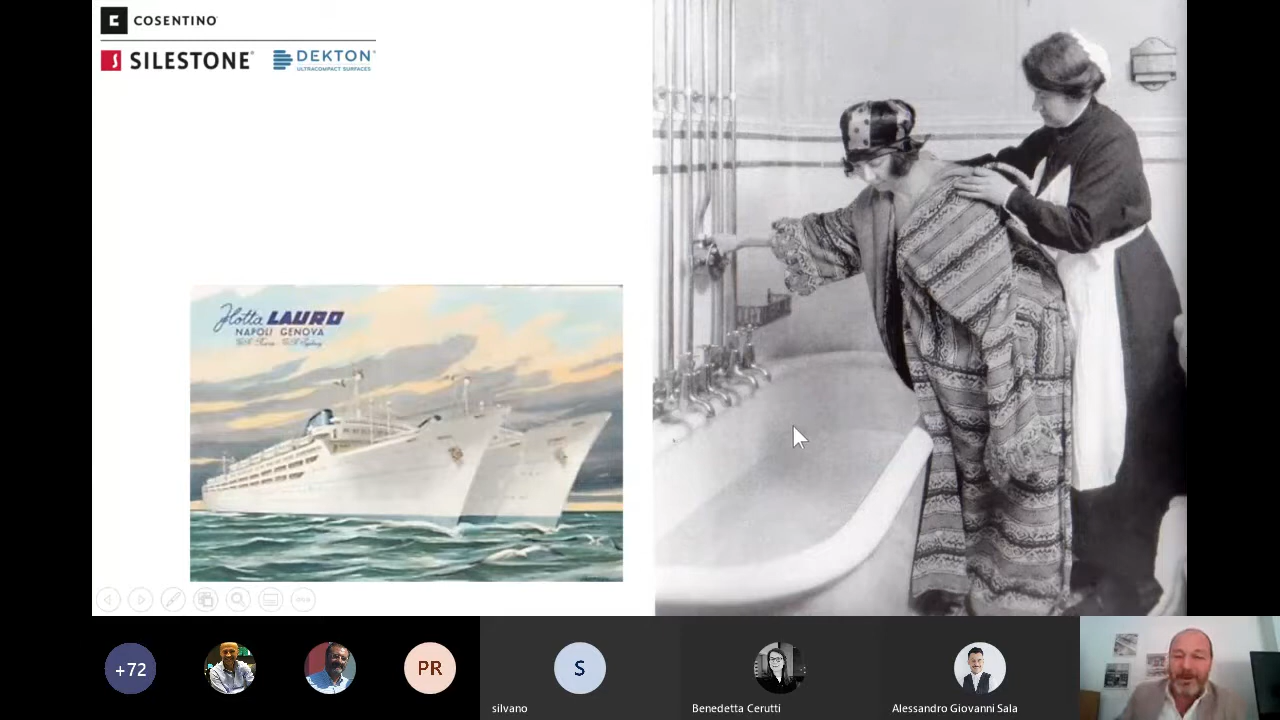 COSENTINO
SILESTONE
DEKTON
ULTRACOMPACT SURFACES
Flotta LAURO
NAPOLI GENOVA
+72
PR
S
silvano
Benedetta Cerutti
Alessandro Giovanni Sala